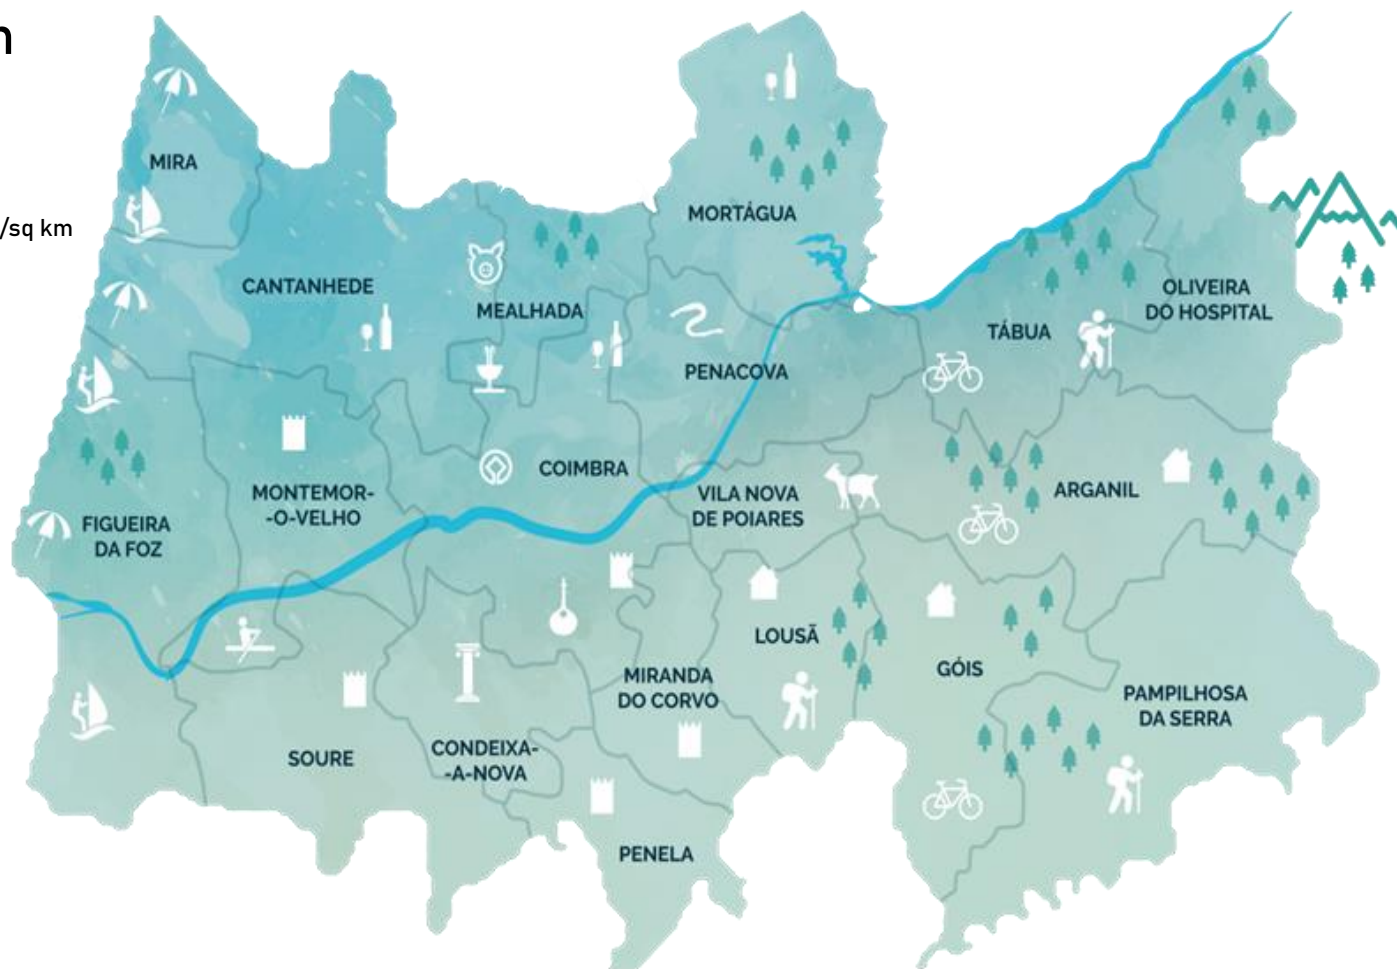 n
/sq km
MIRA
MORTÁGUA
CANTANHEDE
MEALHADA
OLIVEIRA
DO HOSPITAL
TÁBUA
PENACOVA
COIMBRA
MONTEMOR-
-O-VELHO
VILA NOVA
DE POIARES
ARGANIL
FIGUEIRA
DA FOZ
LOUSÃ
GÓIS
MIRANDA
DO CORVO
PAMPILHOSA
DA SERRA
SOURE
CONDEIXA-
-A-NOVA
PENELA